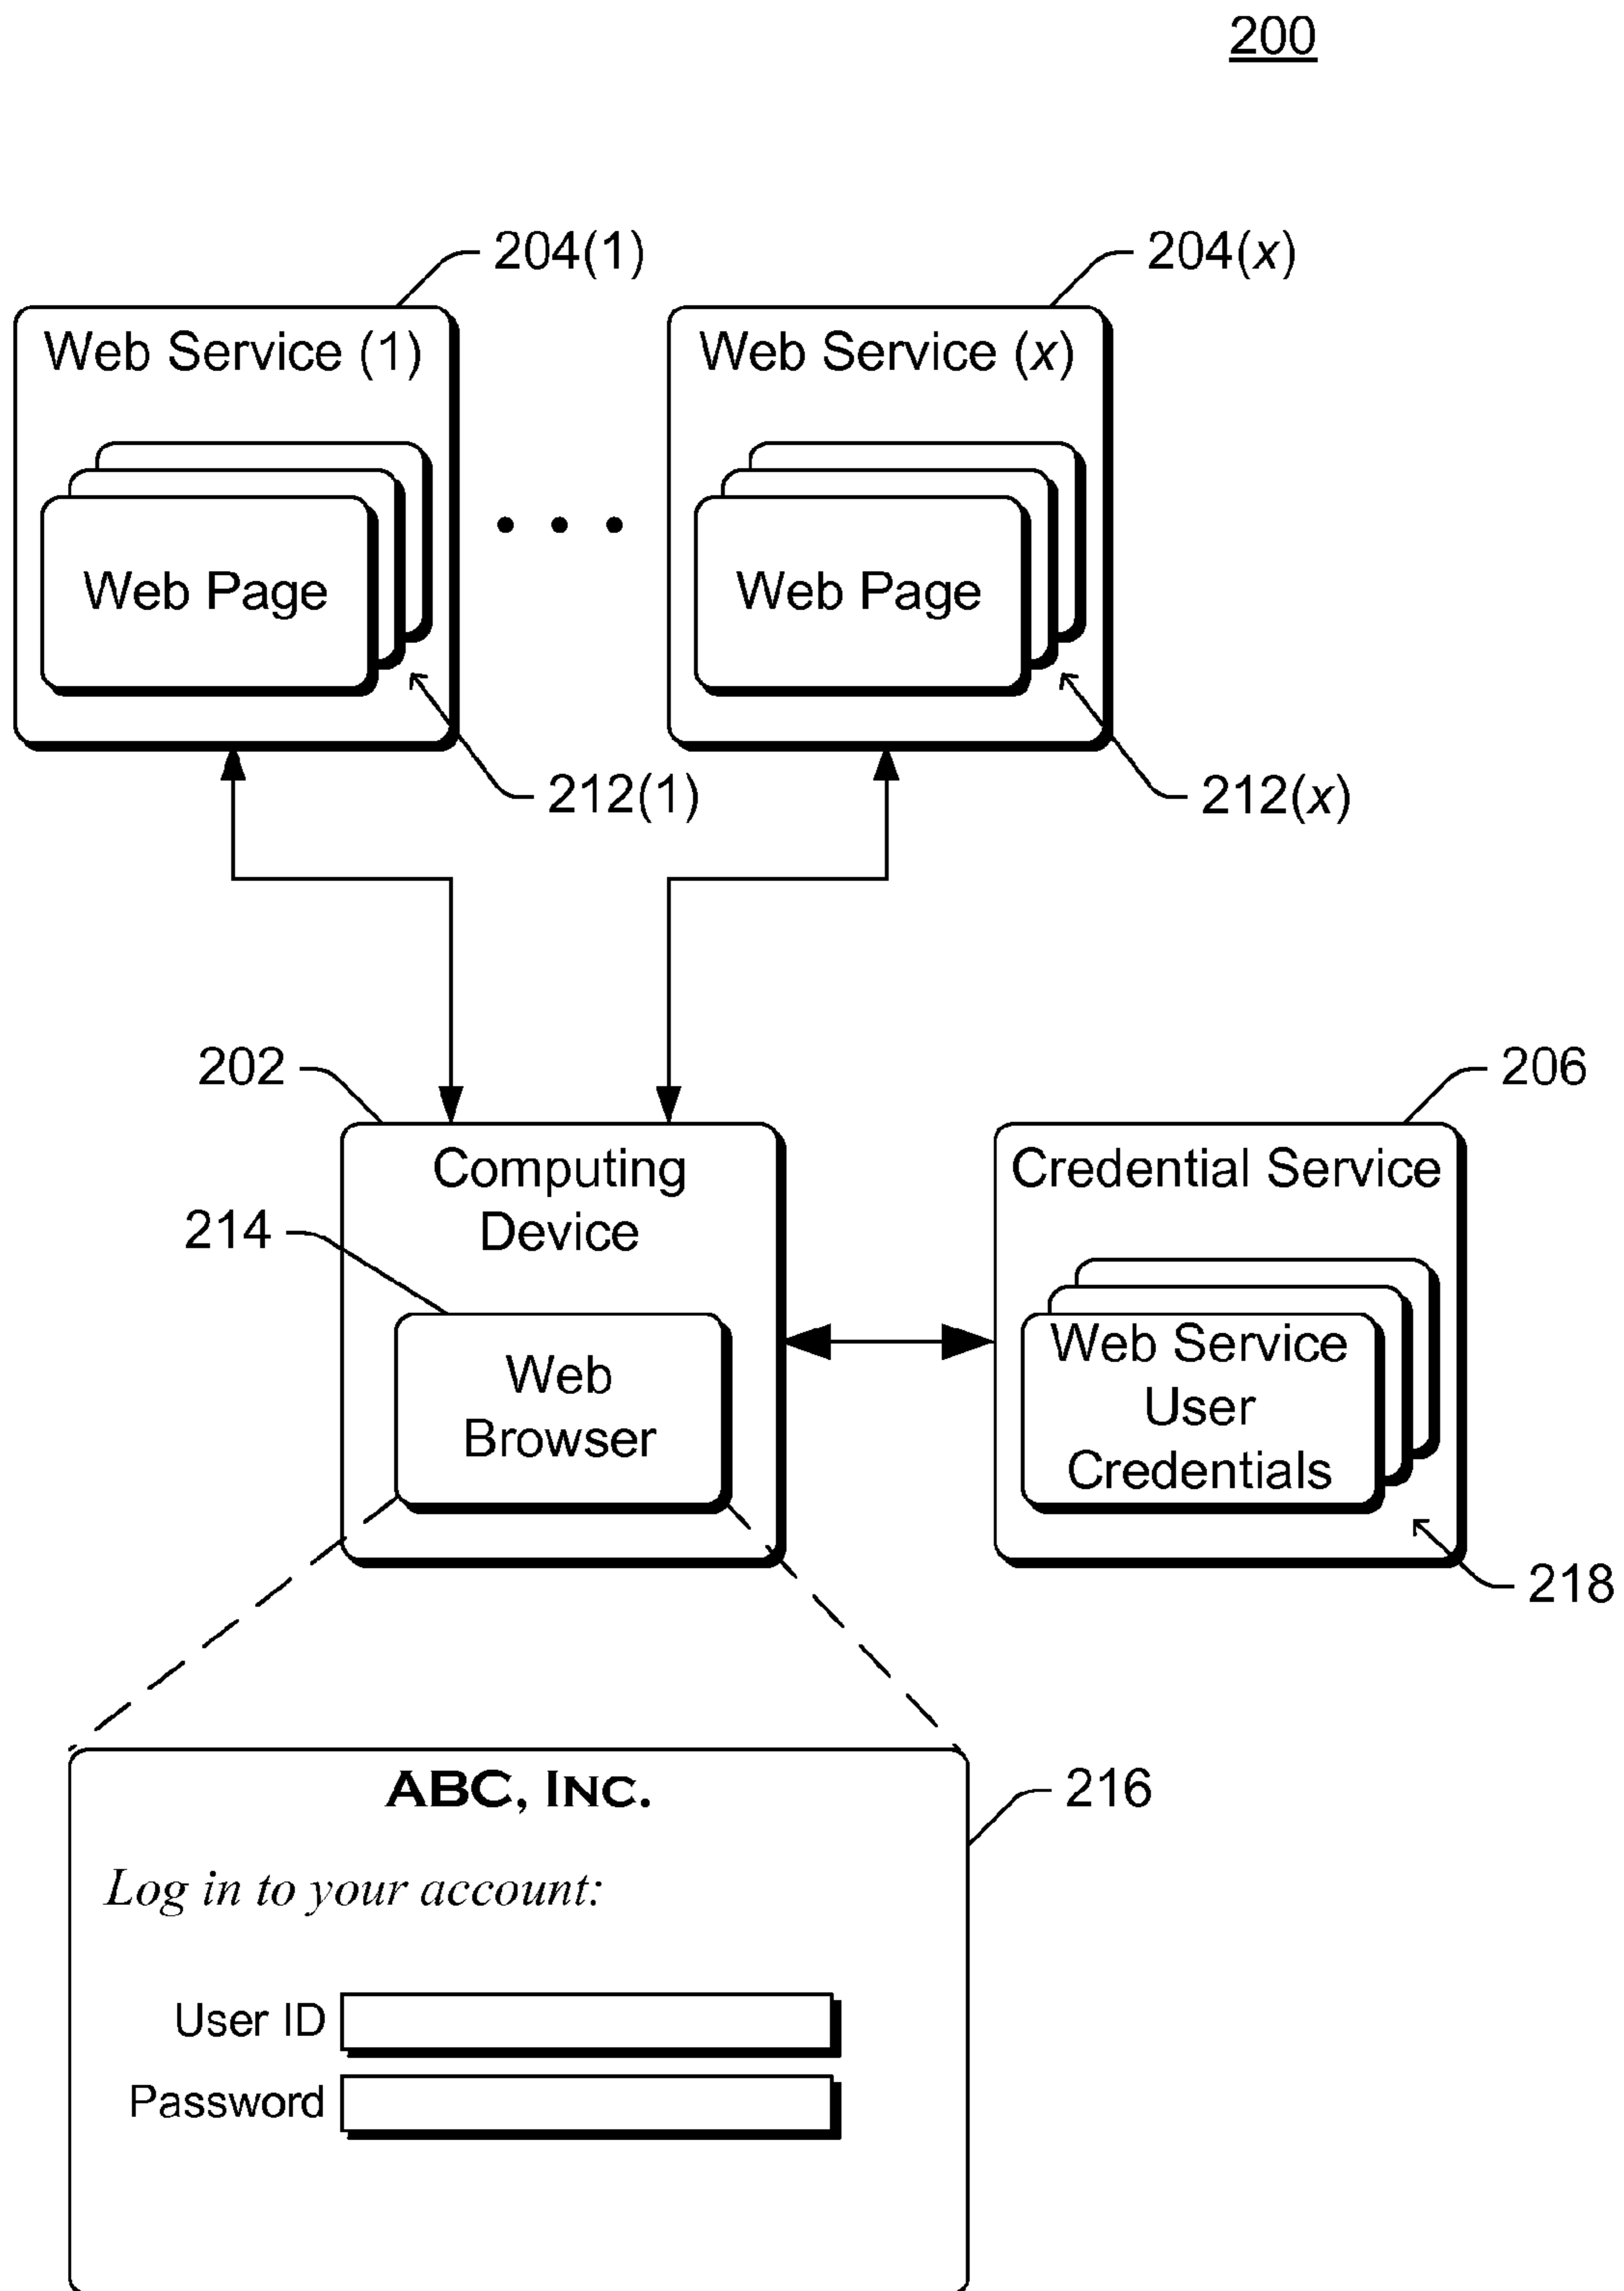 200
204(1)
204(x)
Web Service (1)
Web Service (x)
Web Page
Web Page
212(1)
212(x)
202
206
Computing
Device
Credential Service
214
Web
Browser
Web Service
User
Credentials
218
ABC, INC.
216
Log in to your account:
User ID
Password